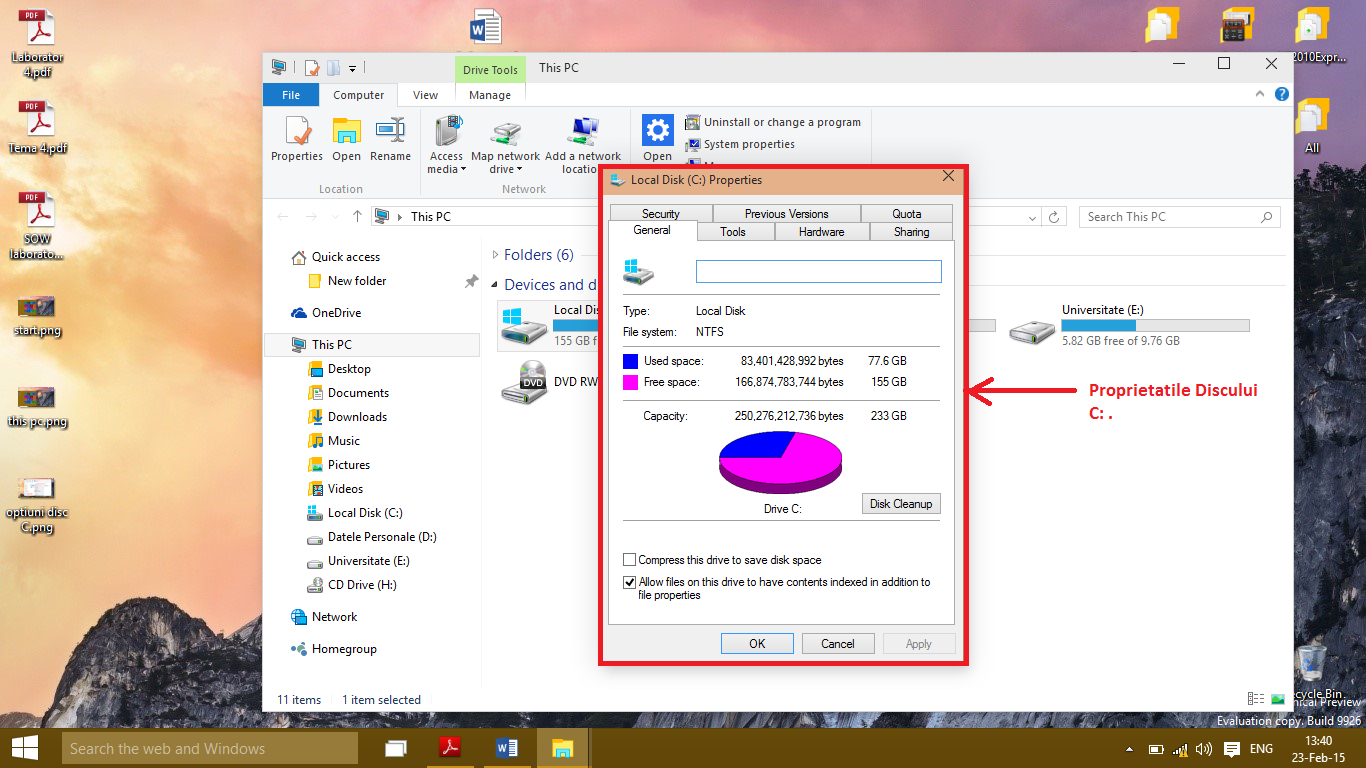 Laborator
4.pdf
Tema 4.pdf
SOW
laborato...
start.png
this pc.png
optiuni disc
C.png
2010Expr...
All
Drive Tools
This PC
File
Computer
View
Manage
Properties
Open
Rename
Access
media
Map network
drive
Add a network
locatio
Open
Uninstall or change a program
System properties
Location
Network
This PC
Search This PC
Quick access
New folder
OneDrive
This PC
Desktop
Documents
Downloads
Music
Pictures
Videos
Local Disk (C:)
Datele Personale (D:)
Universitate (E:)
CD Drive (H:)
Network
Homegroup
Folders (6)
Devices and d
Local Dis
155 GB f
DVD RW
Universitate (E:)
5.82 GB free of 9.76 GB
Local Disk (C:) Properties
Security
Previous Versions
Quota
General
Tools
Hardware
Sharing
Type: Local Disk
File system: NTFS
Used space: 83,401,428,992 bytes 77.6 GB
Free space: 166,874,783,744 bytes 155 GB
Capacity: 250,276,212,736 bytes 233 GB
Drive C:
Disk Cleanup
Compress this drive to save disk space
Allow files on this drive to have contents indexed in addition to
file properties
OK
Cancel
Apply
Proprietatile Discului
C: .
11 items
1 item selected
ecycle Bin
nical Preview
Evaluation copy. Build 9926
Search the web and Windows
ENG
13:40
23-Feb-15